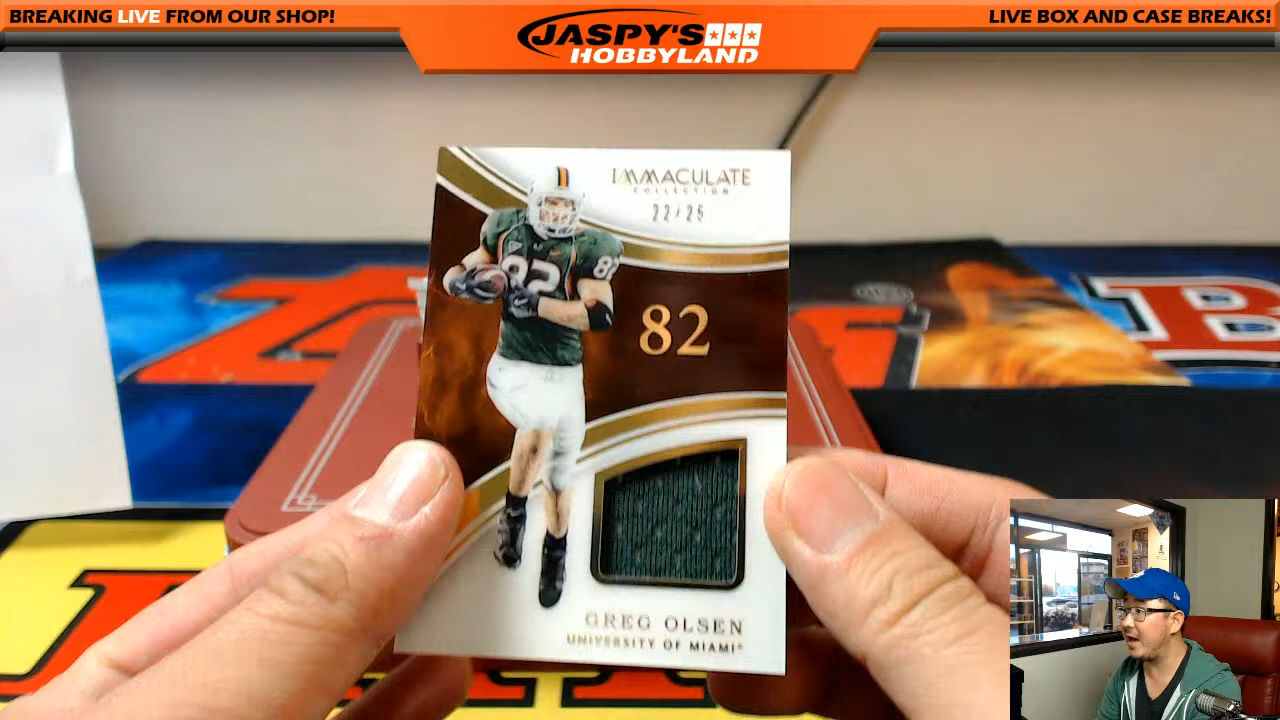 BREAKING LIVE FROM OUR SHOP!
JASPY'S
HOBBYLAND
LIVE BOX AND CASE BREAKS!
IMMACULATE
COLLECTION
22/25
82
82
82
GREG OLSEN
UNIVERSITY OF MIAMI
B